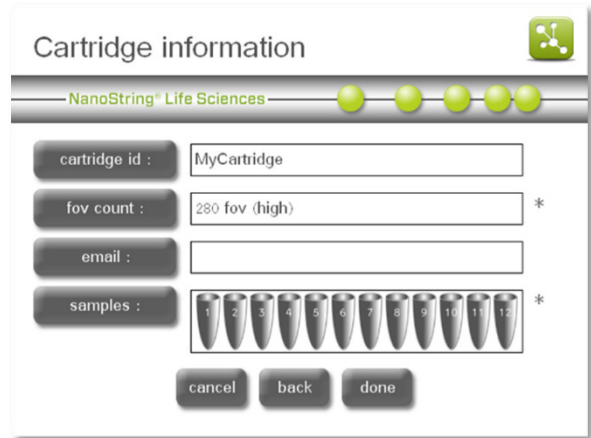 Cartridge information
NanoString® Life Sciences
cartridge id : MyCartridge
fov count : 280 fov (high) *
email :
samples : 1 2 3 4 5 6 7 8 9 10 11 12 *
cancel back done